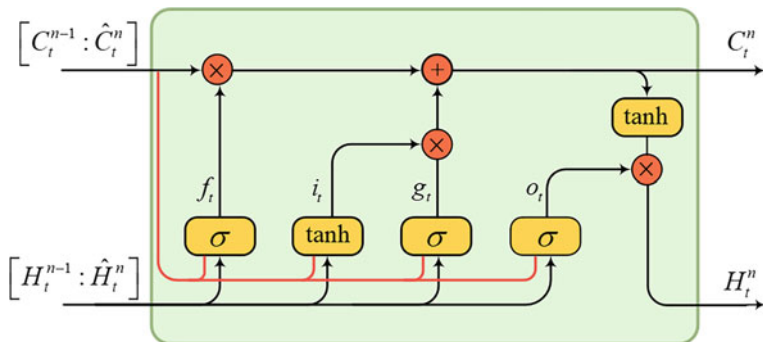 [C_t^{n-1} : Ĉ_t^n]
C_t^n
×
+
tanh
×
×
f_t
i_t
g_t
o_t
σ
tanh
σ
σ
[H_t^{n-1} : Ĥ_t^n]
H_t^n